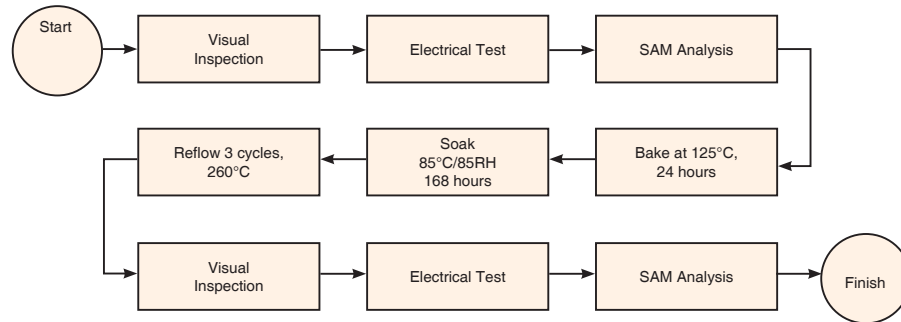 Start
Visual
Inspection
Electrical Test
SAM Analysis
Bake at 125°C,
24 hours
Soak
85°C/85RH
168 hours
Reflow 3 cycles,
260°C
Visual
Inspection
Electrical Test
SAM Analysis
Finish